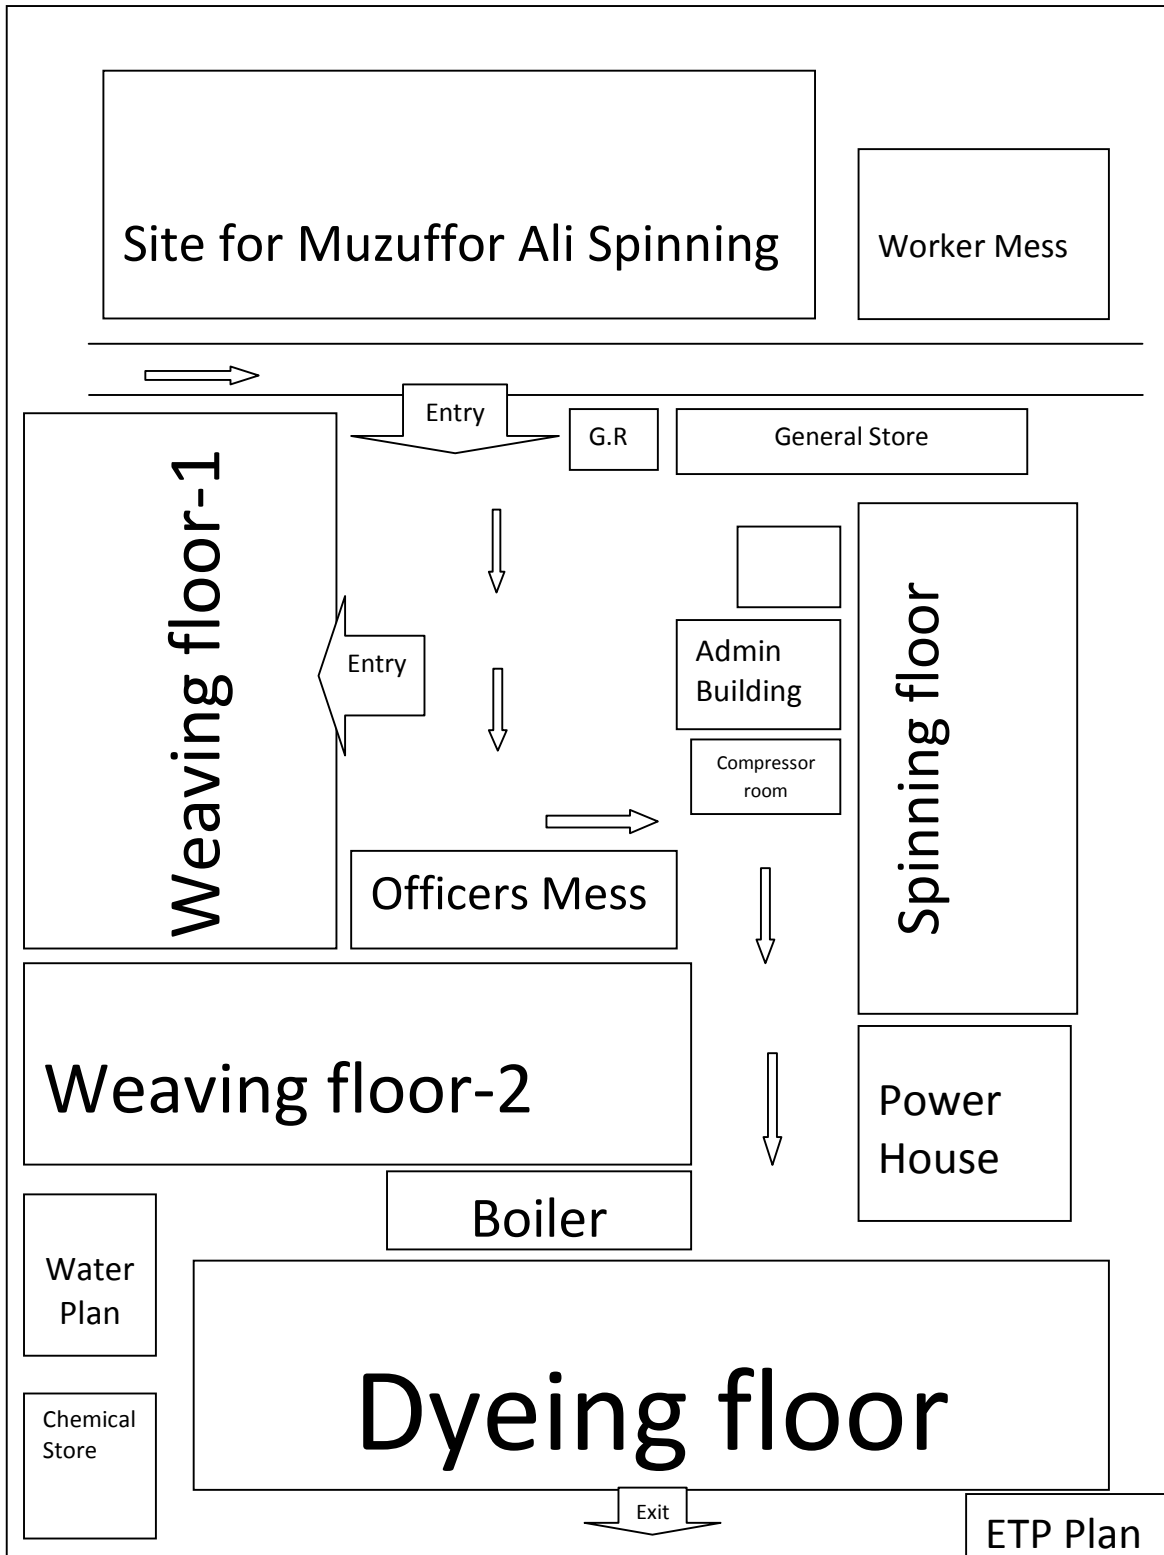 Site for Muzuffor Ali Spinning
Worker Mess
Entry
G.R
General Store
Weaving floor-1
Entry
Admin
Building
Compressor
room
Spinning floor
Officers Mess
Weaving floor-2
Power
House
Boiler
Water
Plan
Dyeing floor
Chemical
Store
Exit
ETP Plan